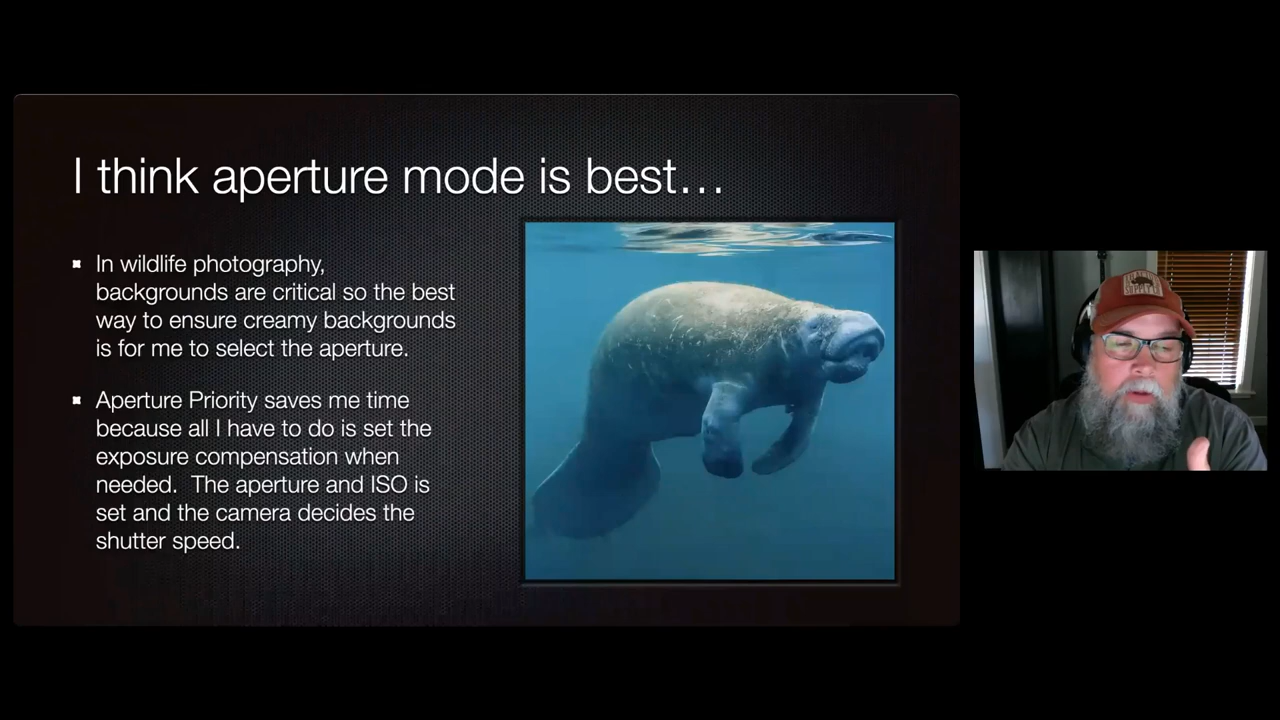 I think aperture mode is best…
In wildlife photography,
backgrounds are critical so the best
way to ensure creamy backgrounds
is for me to select the aperture.
Aperture Priority saves me time
because all I have to do is set the
exposure compensation when
needed.  The aperture and ISO is
set and the camera decides the
shutter speed.